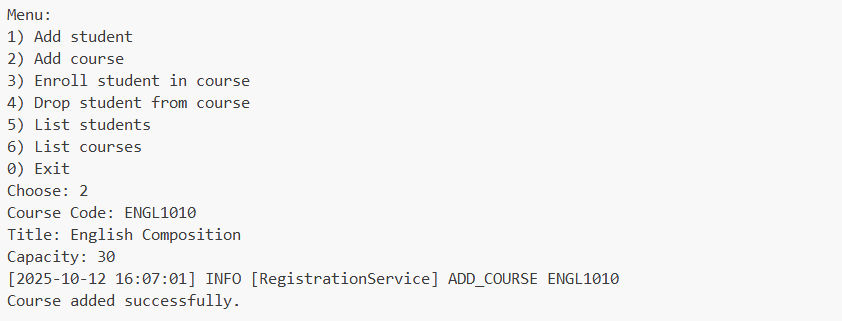 Menu:
1) Add student
2) Add course
3) Enroll student in course
4) Drop student from course
5) List students
6) List courses
0) Exit
Choose: 2
Course Code: ENGL1010
Title: English Composition
Capacity: 30
[2025-10-12 16:07:01] INFO [RegistrationService] ADD_COURSE ENGL1010
Course added successfully.